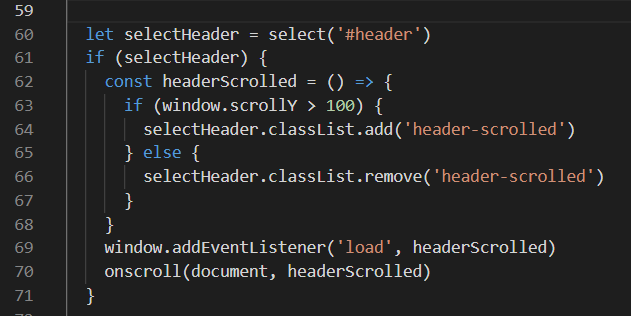 59
60 let selectHeader = select('#header')
61 if (selectHeader) {
62 const headerScrolled = () => {
63 if (window.scrollY > 100) {
64 selectHeader.classList.add('header-scrolled')
65 } else {
66 selectHeader.classList.remove('header-scrolled')
67 }
68 }
69 window.addEventListener('load', headerScrolled)
70 onscroll(document, headerScrolled)
71 }